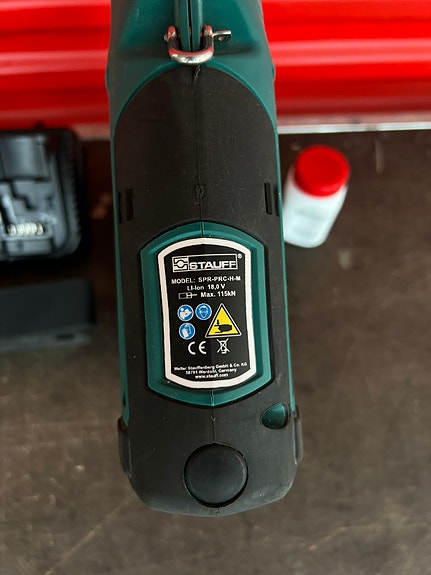 STAUFF®
MODEL: SPR-PRC-H-M
LI-Ion 18,0 V
Max. 115kN
CE
Walter Stauffenberg GmbH & Co. KG
58791 Werdohl, Germany
www.stauff.com